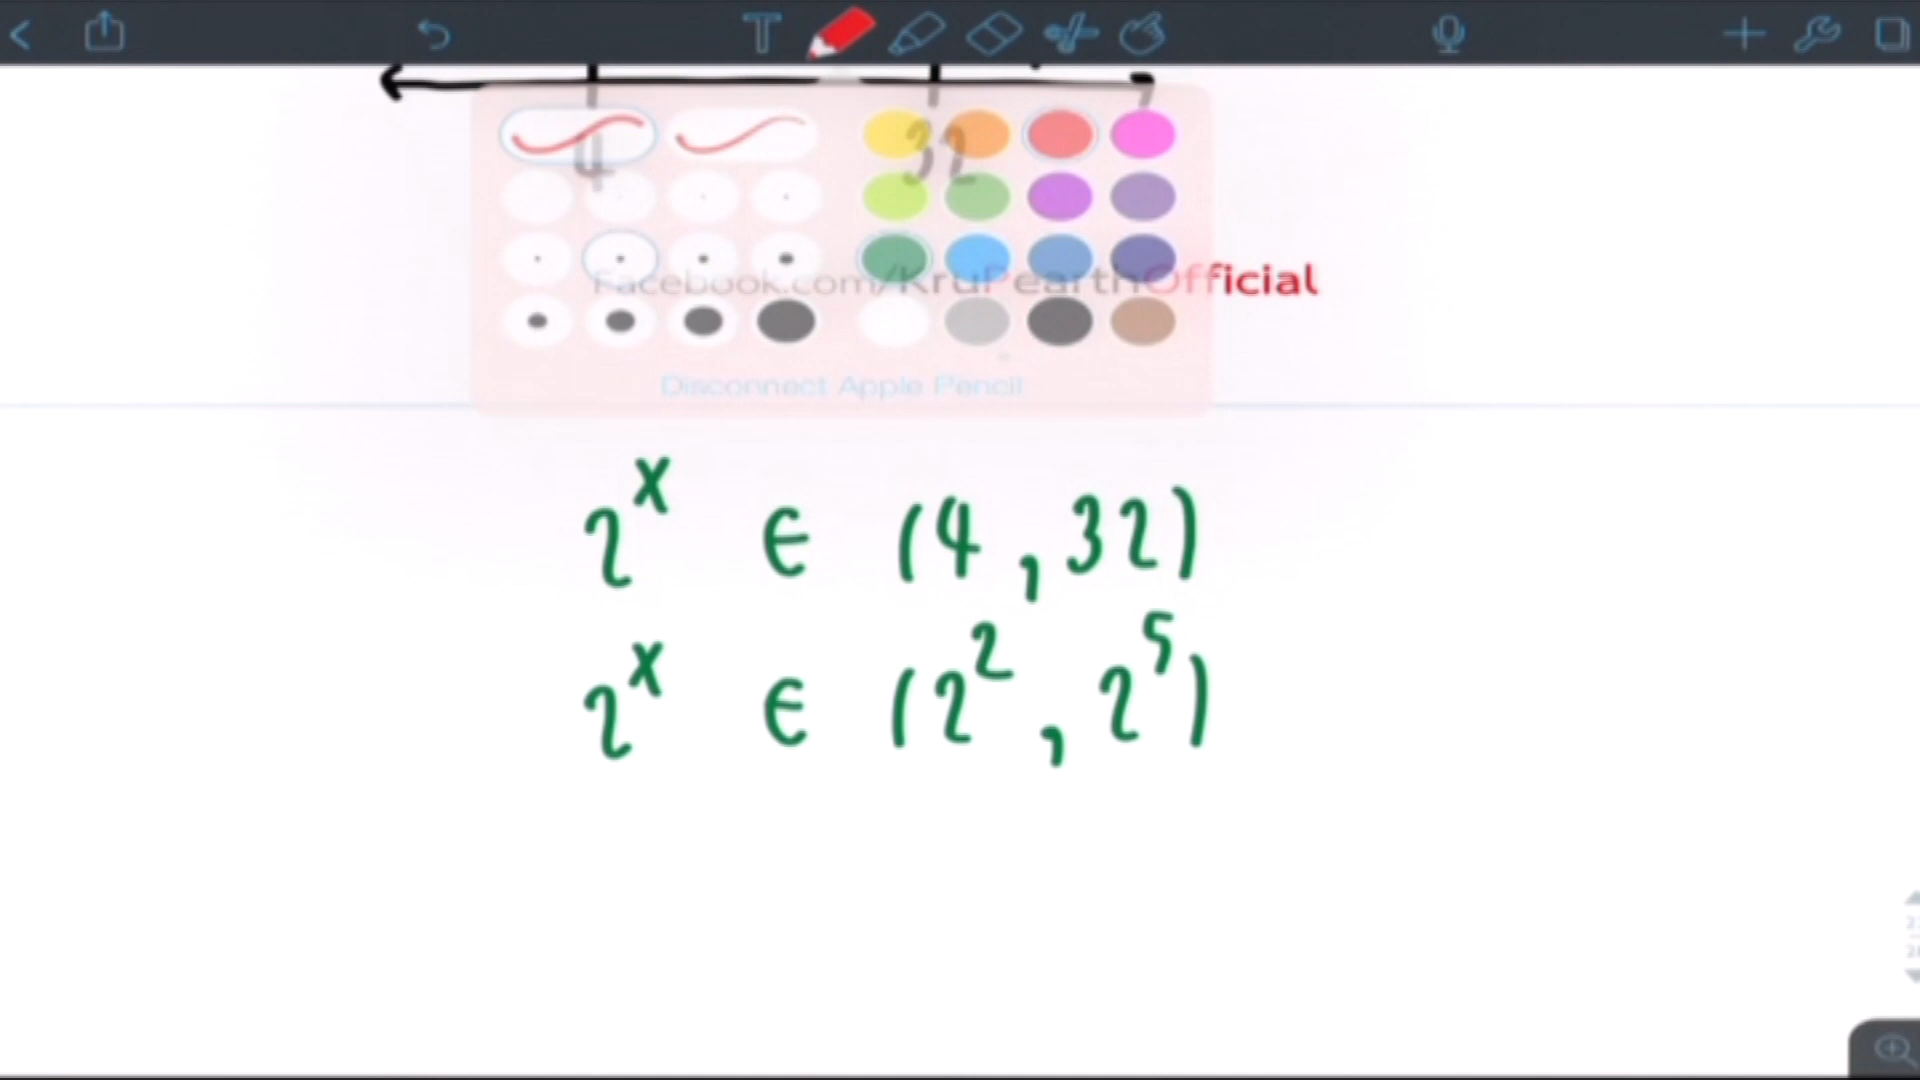 T
4 32
Facebook.com/KruPearthOfficial
Disconnect Apple Pencil
2^x ∈ (4, 32)
2^x ∈ (2^2, 2^5)